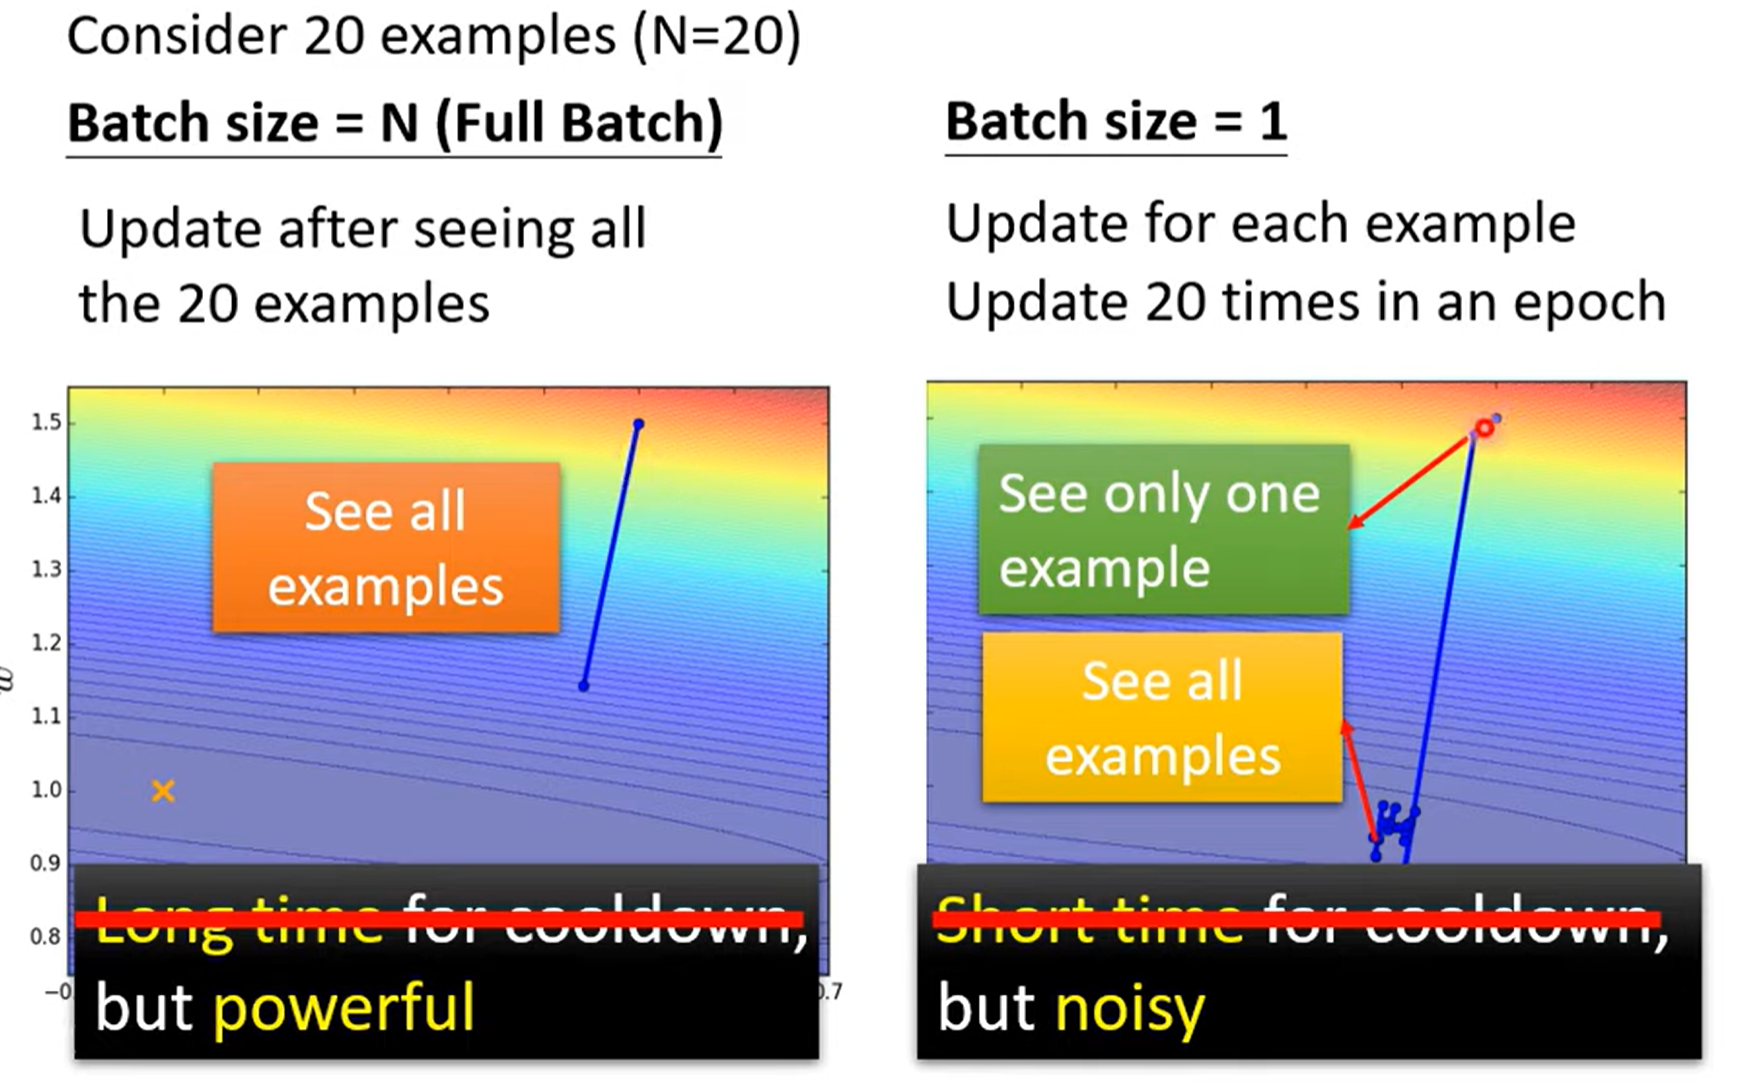 Consider 20 examples (N=20)
Batch size = N (Full Batch)
Update after seeing all
the 20 examples
Batch size = 1
Update for each example
Update 20 times in an epoch
1.5
1.4
1.3
1.2
1.1
1.0
0.9
0.8
w
See all
examples
Long time for cooldown,
but powerful
−0
0.7
See only one
example
See all
examples
Short time for cooldown,
but noisy